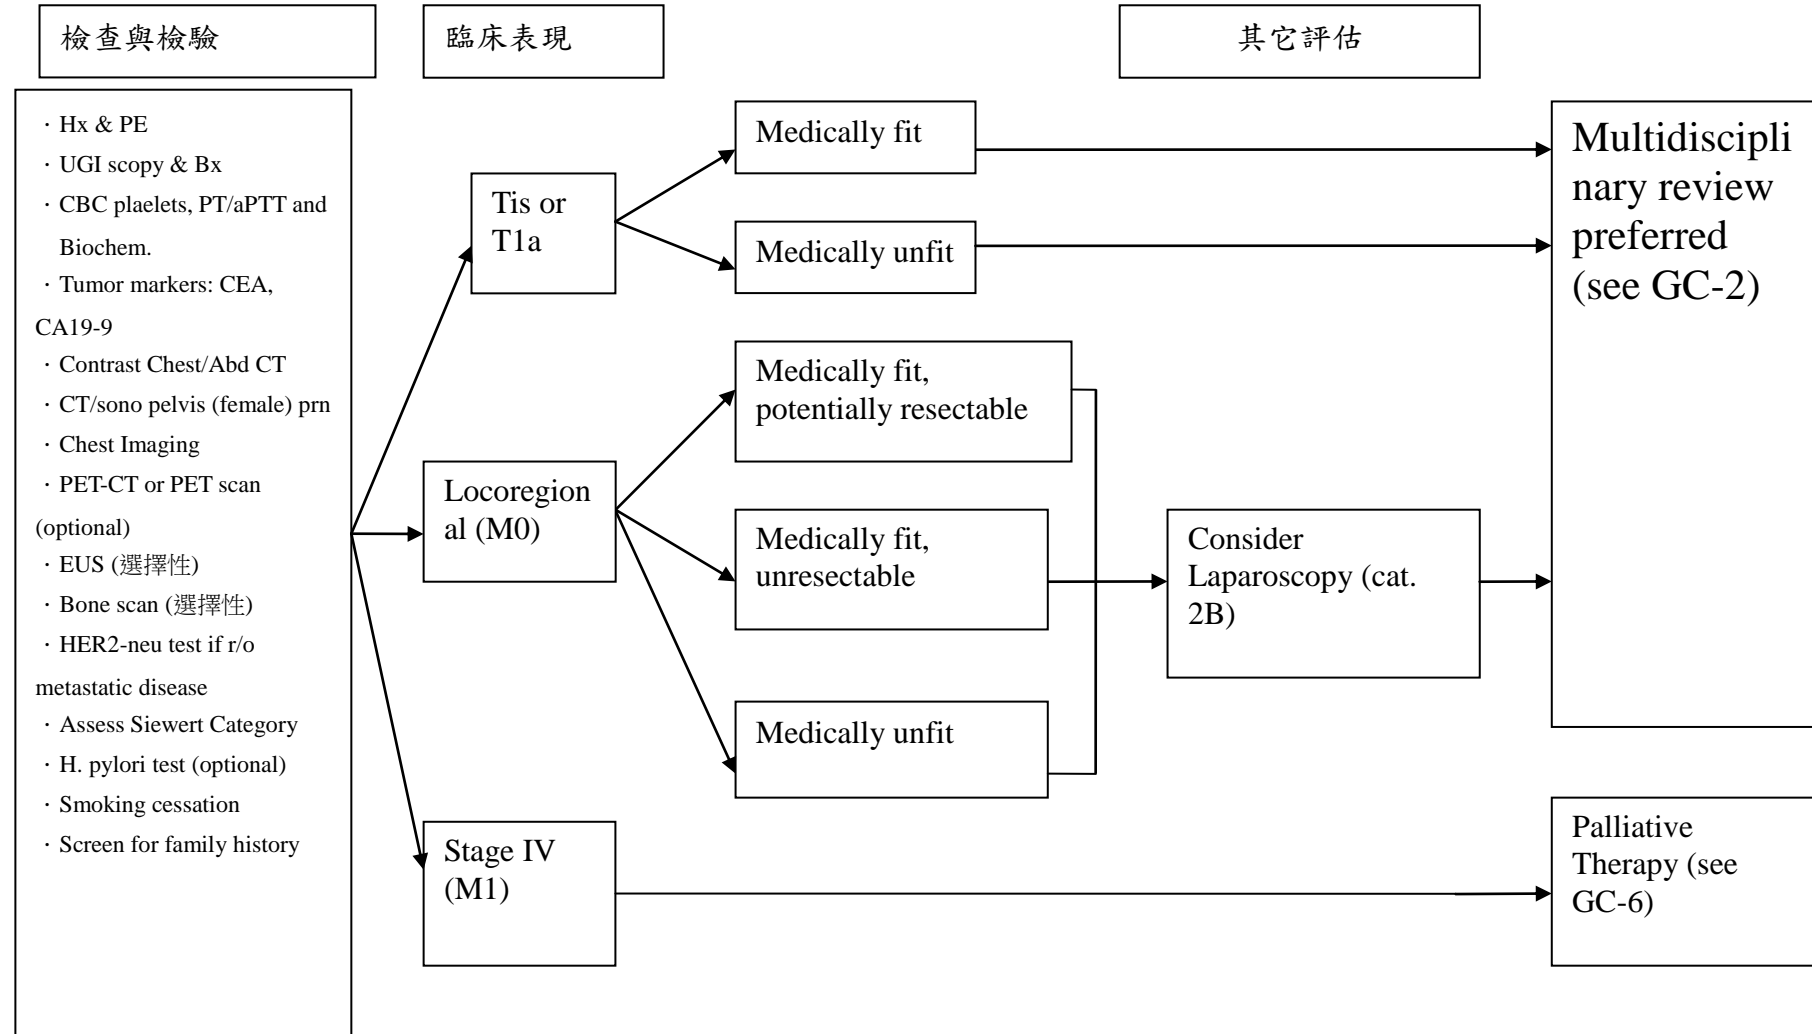 檢查與檢驗
臨床表現
其它評估
· Hx & PE
· UGI scopy & Bx
· CBC plaelets, PT/aPTT and
Biochem.
· Tumor markers: CEA,
CA19-9
· Contrast Chest/Abd CT
· CT/sono pelvis (female) prn
· Chest Imaging
· PET-CT or PET scan
(optional)
· EUS (選擇性)
· Bone scan (選擇性)
· HER2-neu test if r/o
metastatic disease
· Assess Siewert Category
· H. pylori test (optional)
· Smoking cessation
· Screen for family history
Tis or
T1a
Medically fit
Medically unfit
Locoregion
al (M0)
Medically fit,
potentially resectable
Medically fit,
unresectable
Medically unfit
Consider
Laparoscopy (cat.
2B)
Multidiscipli
nary review
preferred
(see GC-2)
Stage IV
(M1)
Palliative
Therapy (see
GC-6)